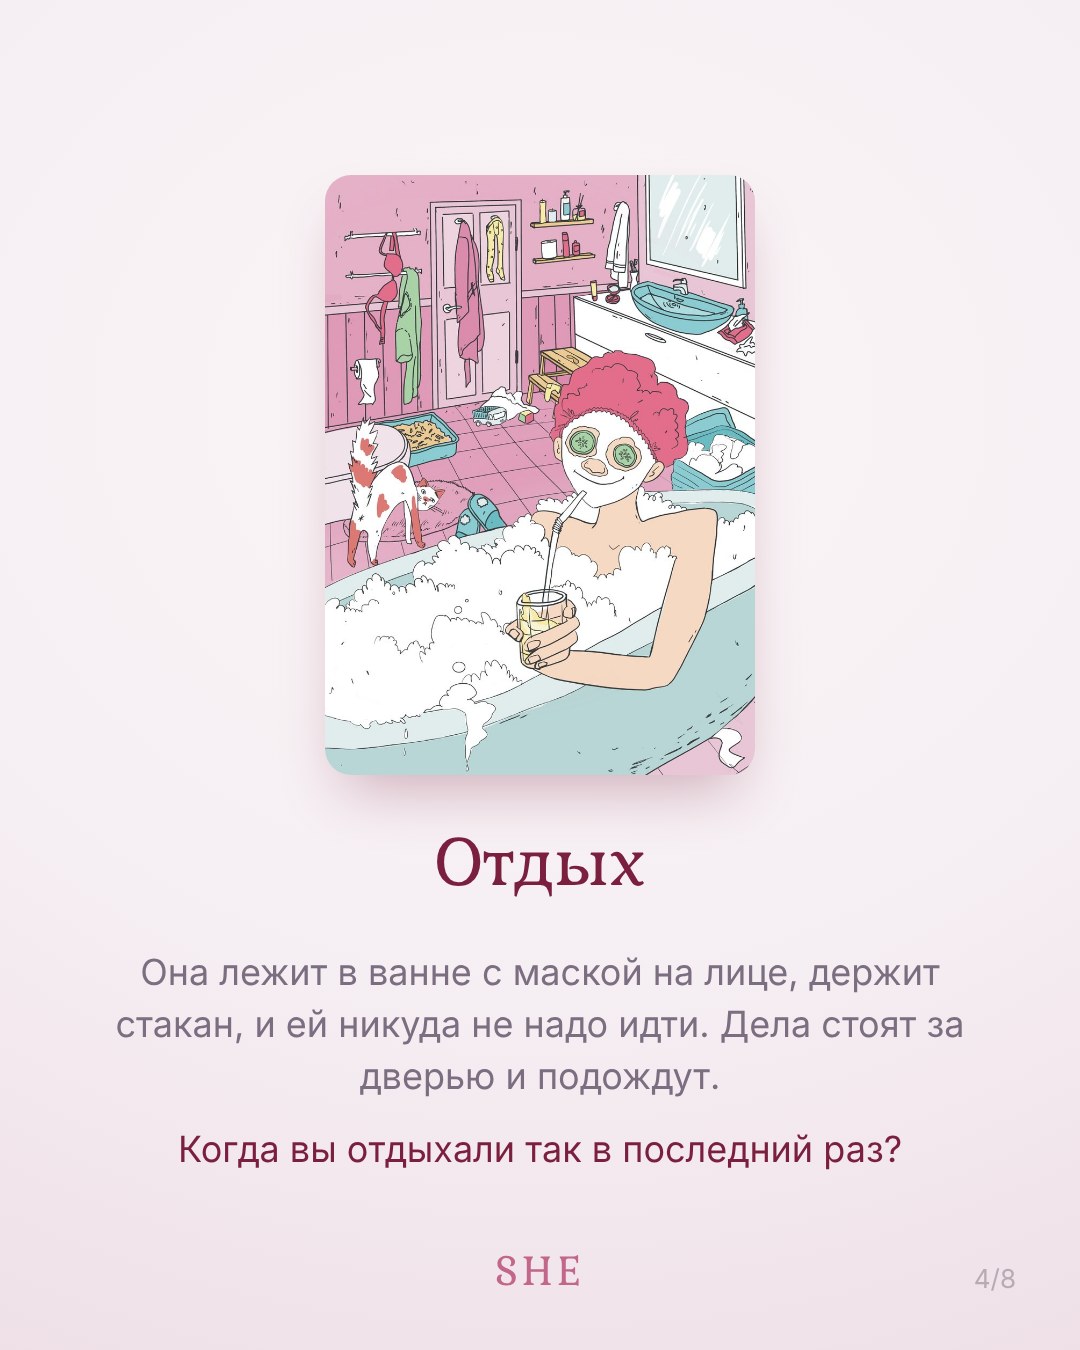 Отдых
Она лежит в ванне с маской на лице, держит
стакан, и ей никуда не надо идти. Дела стоят за
дверью и подождут.
Когда вы отдыхали так в последний раз?
SHE
4/8